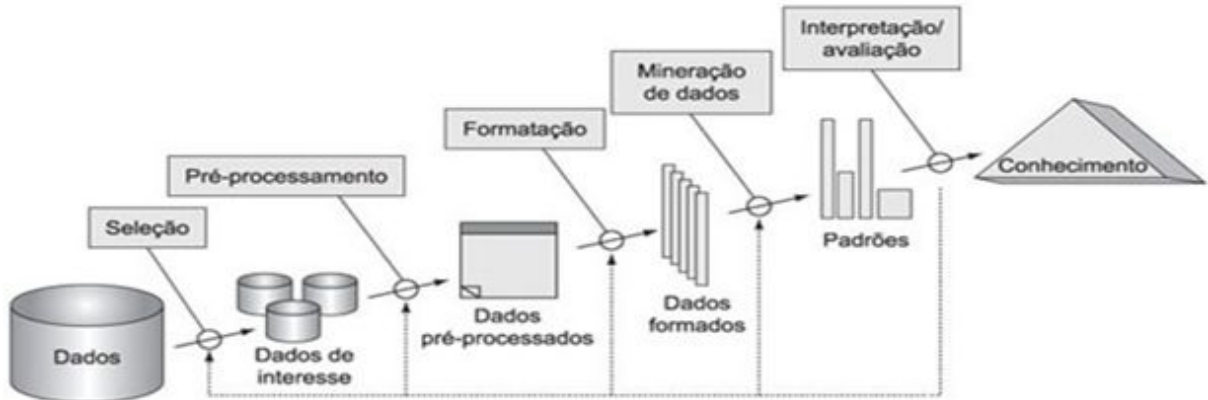 Interpretação/
avaliação
Mineração
de dados
Formatação
Pré-processamento
Seleção
Conhecimento
Padrões
Dados
formados
Dados
pré-processados
Dados de
interesse
Dados